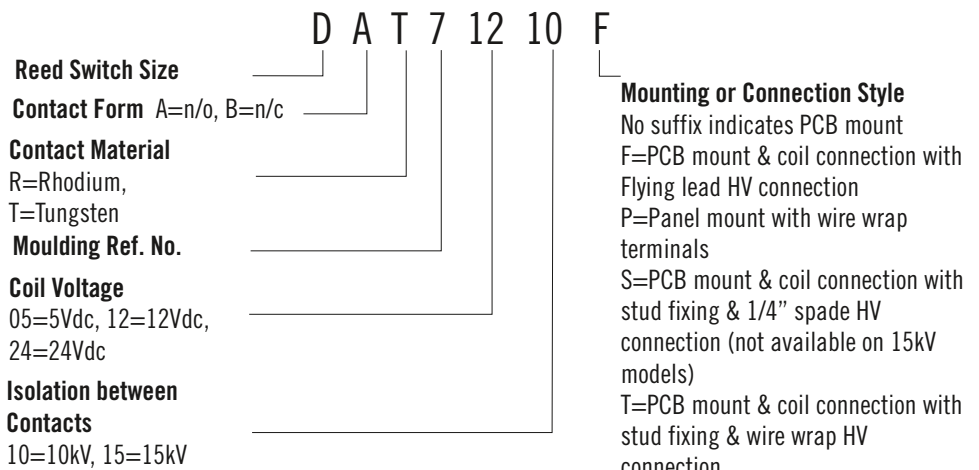 D A T 7 12 10 F
Reed Switch Size
Contact Form A=n/o, B=n/c
Contact Material
R=Rhodium,
T=Tungsten
Moulding Ref. No.
Coil Voltage
05=5Vdc, 12=12Vdc,
24=24Vdc
Isolation between
Contacts
10=10kV, 15=15kV
Mounting or Connection Style
No suffix indicates PCB mount
F=PCB mount & coil connection with
Flying lead HV connection
P=Panel mount with wire wrap
terminals
S=PCB mount & coil connection with
stud fixing & 1/4” spade HV
connection (not available on 15kV
models)
T=PCB mount & coil connection with
stud fixing & wire wrap HV
connection